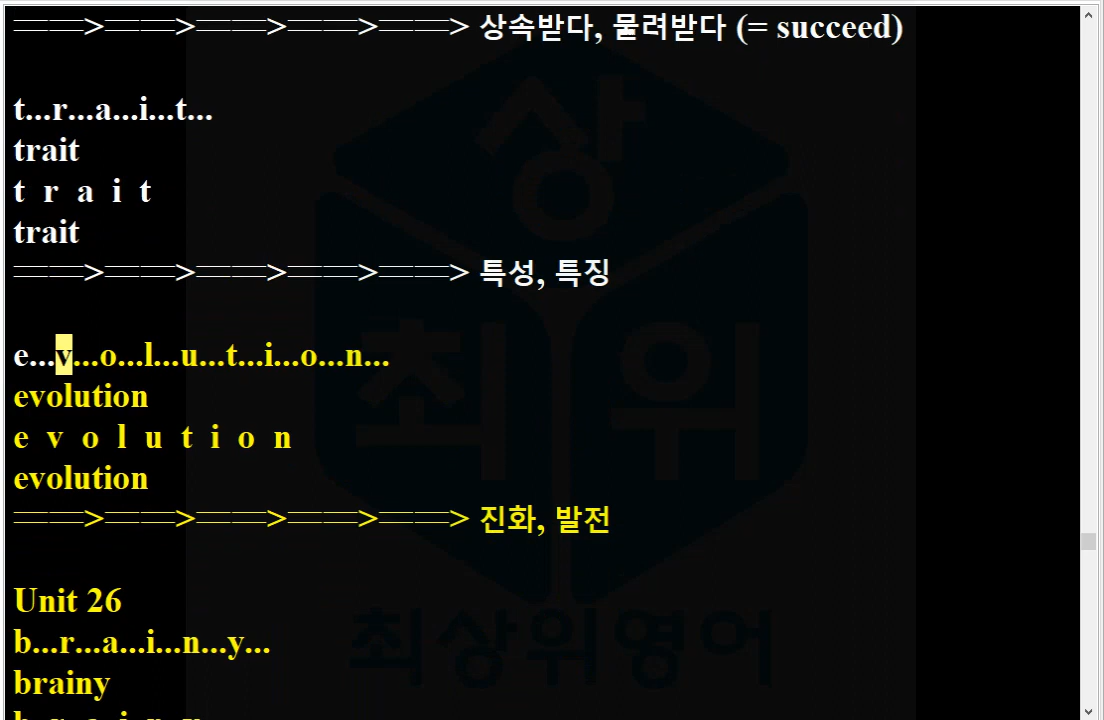 ════>════>════>════>════> 상속받다, 물려받다 (= succeed)
t...r...a...i...t...
trait
t r a i t
trait
════>════>════>════>════> 특성, 특징
e...v...o...l...u...t...i...o...n...
evolution
e v o l u t i o n
evolution
════>════>════>════>════> 진화, 발전
Unit 26
b...r...a...i...n...y...
brainy
b r a i n y
상
최 위
최상위영어